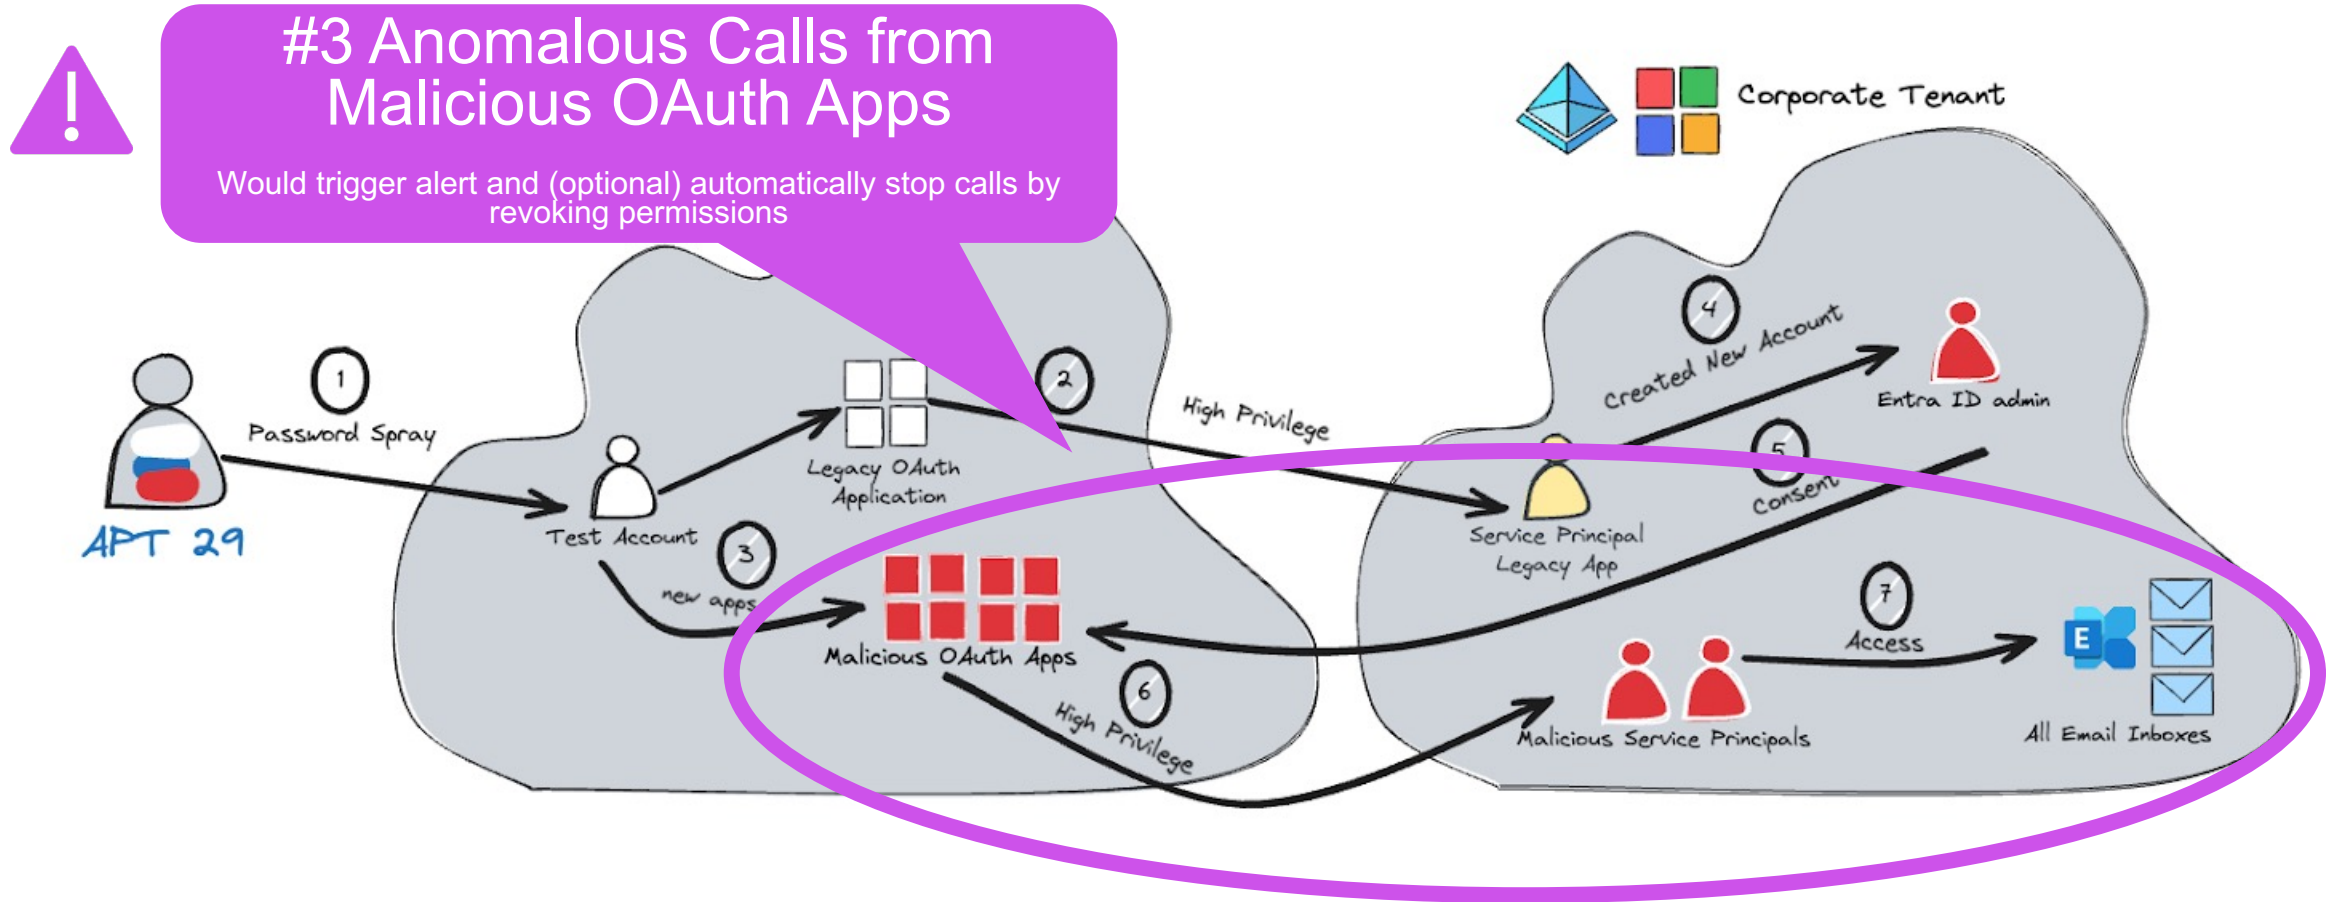 #3 Anomalous Calls from
Malicious OAuth Apps
Would trigger alert and (optional) automatically stop calls by
revoking permissions
Corporate Tenant
1
Password Spray
APT 29
Test Account
Legacy OAuth
Application
2
High Privilege
3
new apps
Malicious OAuth Apps
4
Created New Account
Entra ID admin
5
Consent
Service Principal
Legacy App
6
High Privilege
Malicious Service Principals
7
Access
E
All Email Inboxes